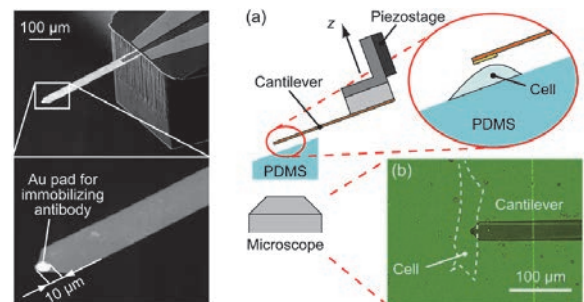 100 µm
Au pad for
immobilizing
antibody
10 µm
(a)
z
Piezostage
Cantilever
PDMS
Microscope
Cell
PDMS
(b)
Cantilever
Cell
100 µm